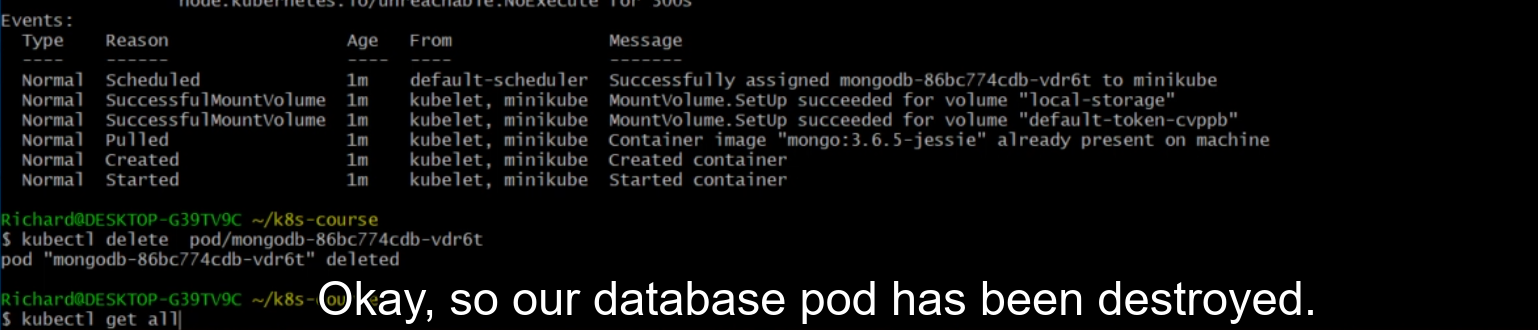 node.kubernetes.io/unreachable:NoExecute for 300s
Events:
Type Reason Age From Message
---- ------ ---- ---- -------
Normal Scheduled 1m default-scheduler Successfully assigned mongodb-86bc774cdb-vdr6t to minikube
Normal SuccessfulMountVolume 1m kubelet, minikube MountVolume.SetUp succeeded for volume "local-storage"
Normal SuccessfulMountVolume 1m kubelet, minikube MountVolume.SetUp succeeded for volume "default-token-cvppb"
Normal Pulled 1m kubelet, minikube Container image "mongo:3.6.5-jessie" already present on machine
Normal Created 1m kubelet, minikube Created container
Normal Started 1m kubelet, minikube Started container
Richard@DESKTOP-G39TV9C ~/k8s-course
$ kubectl delete pod/mongodb-86bc774cdb-vdr6t
pod "mongodb-86bc774cdb-vdr6t" deleted
Richard@DESKTOP-G39TV9C ~/k8s-course
$ kubectl get all
Okay, so our database pod has been destroyed.